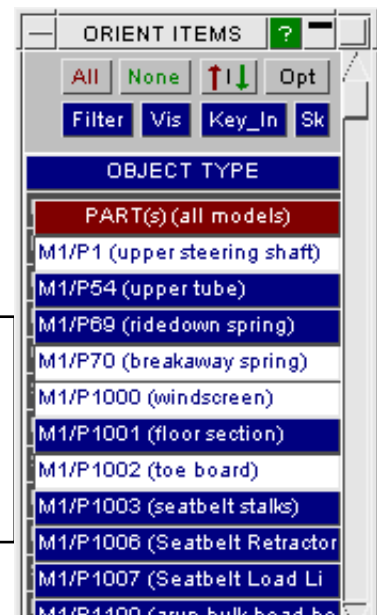 ORIENT ITEMS ?
All None I Opt
Filter Vis Key_In Sk
OBJECT TYPE
PART(s) (all models)
M1/P1 (upper steering shaft)
M1/P54 (upper tube)
M1/P69 (ridedown spring)
M1/P70 (breakaway spring)
M1/P1000 (windscreen)
M1/P1001 (floor section)
M1/P1002 (toe board)
M1/P1003 (seatbelt stalks)
M1/P1006 (Seatbelt Retractor
M1/P1007 (Seatbelt Load Li